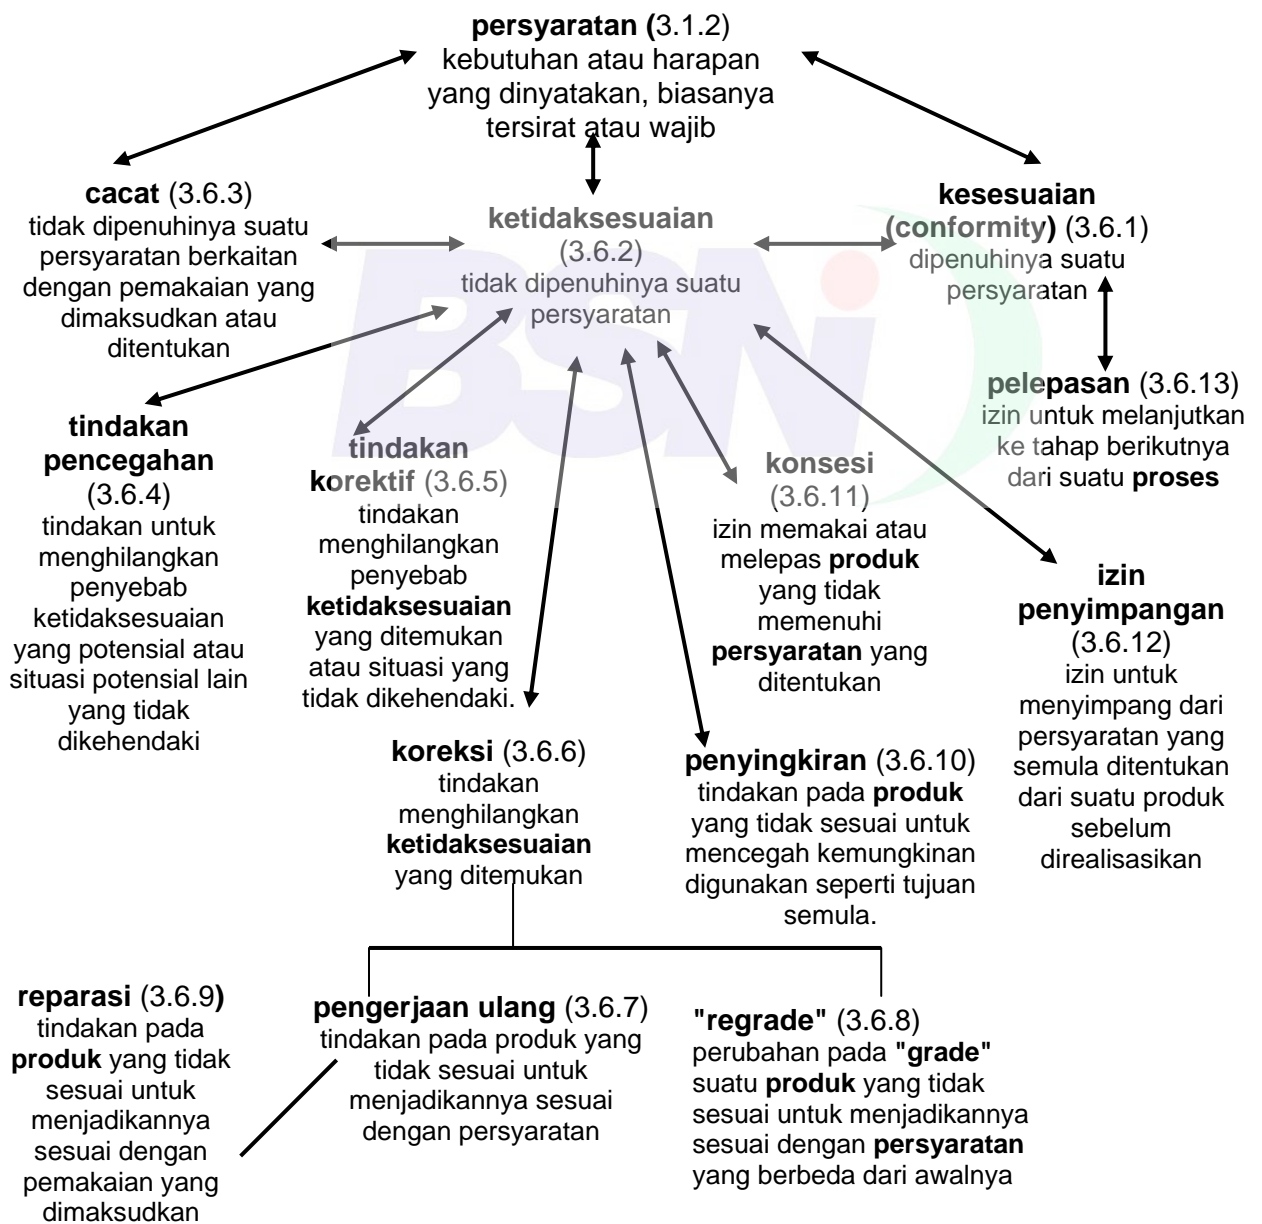 persyaratan (3.1.2)
kebutuhan atau harapan
yang dinyatakan, biasanya
tersirat atau wajib
cacat (3.6.3)
tidak dipenuhinya suatu
persyaratan berkaitan
dengan pemakaian yang
dimaksudkan atau
ditentukan
ketidaksesuaian
(3.6.2)
tidak dipenuhinya suatu
persyaratan
kesesuaian
(conformity) (3.6.1)
dipenuhinya suatu
persyaratan
BSNi
pelepasan (3.6.13)
izin untuk melanjutkan
ke tahap berikutnya
dari suatu proses
tindakan
pencegahan
(3.6.4)
tindakan untuk
menghilangkan
penyebab
ketidaksesuaian
yang potensial atau
situasi potensial lain
yang tidak
dikehendaki
tindakan
korektif (3.6.5)
tindakan
menghilangkan
penyebab
ketidaksesuaian
yang ditemukan
atau situasi yang
tidak dikehendaki.
konsesi
(3.6.11)
izin memakai atau
melepas produk
yang tidak
memenuhi
persyaratan yang
ditentukan
izin
penyimpangan
(3.6.12)
izin untuk
menyimpang dari
persyaratan yang
semula ditentukan
dari suatu produk
sebelum
direalisasikan
koreksi (3.6.6)
tindakan
menghilangkan
ketidaksesuaian
yang ditemukan
penyingkiran (3.6.10)
tindakan pada produk
yang tidak sesuai untuk
mencegah kemungkinan
digunakan seperti tujuan
semula.
reparasi (3.6.9)
tindakan pada
produk yang tidak
sesuai untuk
menjadikannya
sesuai dengan
pemakaian yang
dimaksudkan
pengerjaan ulang (3.6.7)
tindakan pada produk yang
tidak sesuai untuk
menjadikannya sesuai
dengan persyaratan
"regrade" (3.6.8)
perubahan pada "grade"
suatu produk yang tidak
sesuai untuk menjadikannya
sesuai dengan persyaratan
yang berbeda dari awalnya